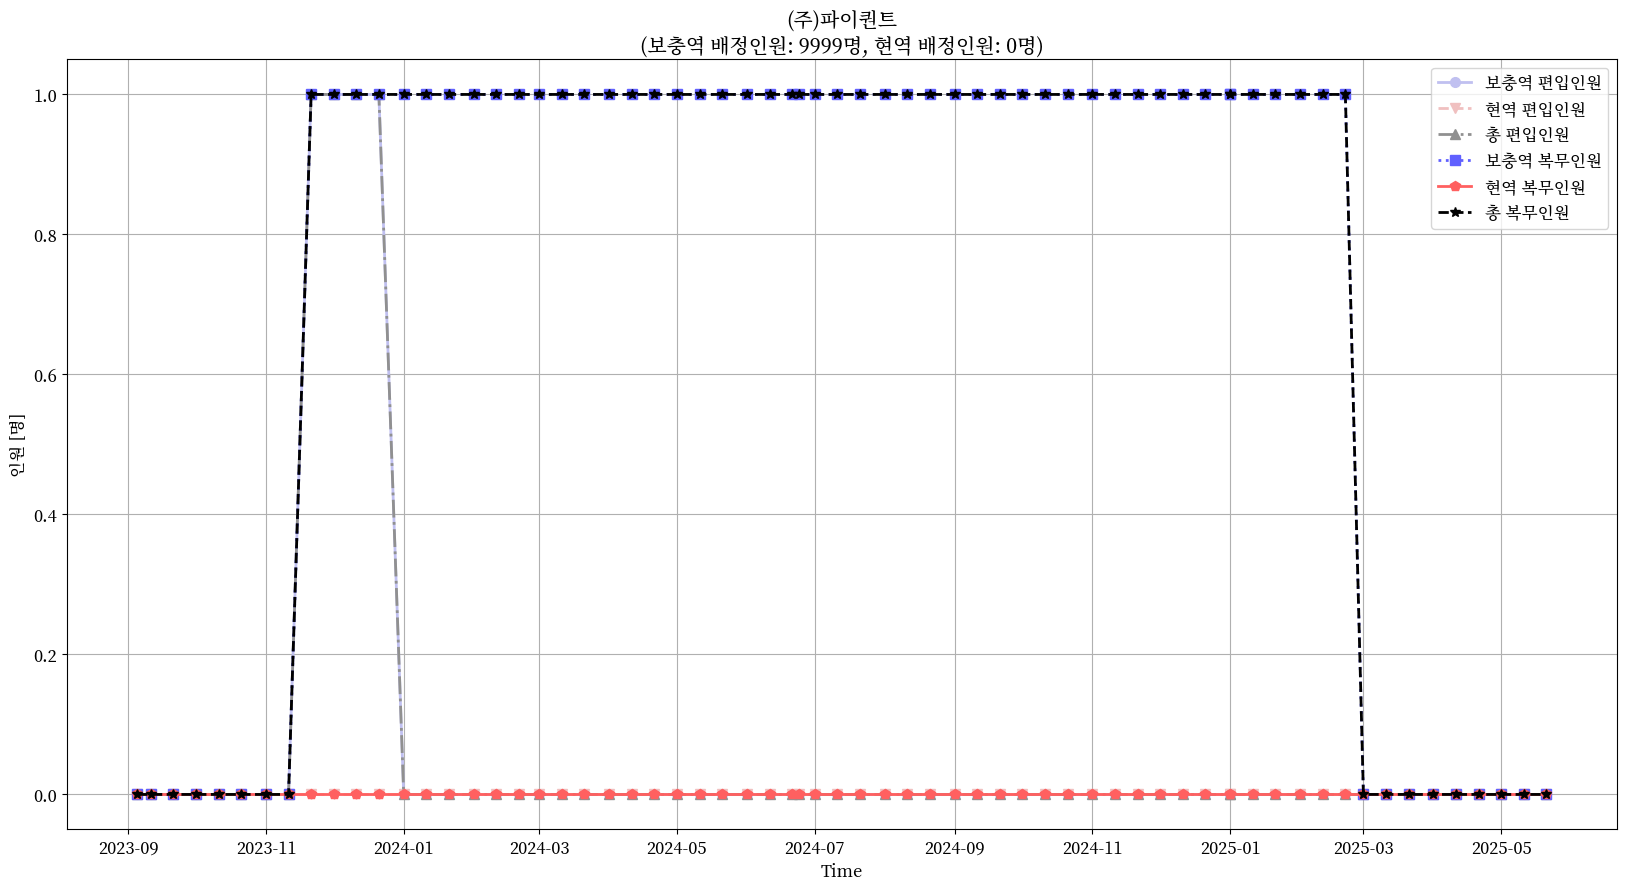 (주)파이퀀트
(보충역 배정인원: 9999명, 현역 배정인원: 0명)
보충역 편입인원
현역 편입인원
총 편입인원
보충역 복무인원
현역 복무인원
총 복무인원
인원 [명]
1.0
0.8
0.6
0.4
0.2
0.0
2023-09 2023-11 2024-01 2024-03 2024-05 2024-07 2024-09 2024-11 2025-01 2025-03 2025-05
Time